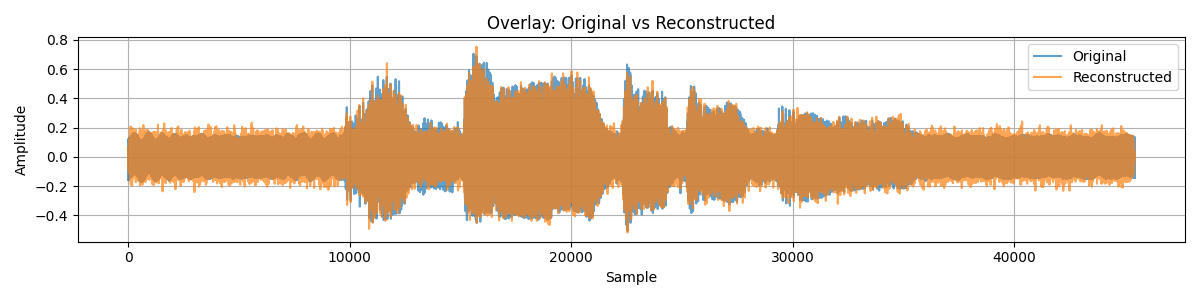 Overlay: Original vs Reconstructed
0.8
0.6
0.4
0.2
0.0
−0.2
−0.4
Amplitude
Original
Reconstructed
0
10000
20000
30000
40000
Sample